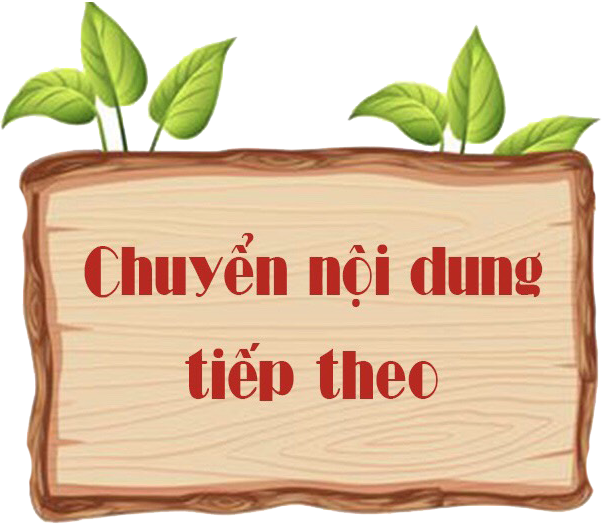 Chuyển nội dung
tiếp theo